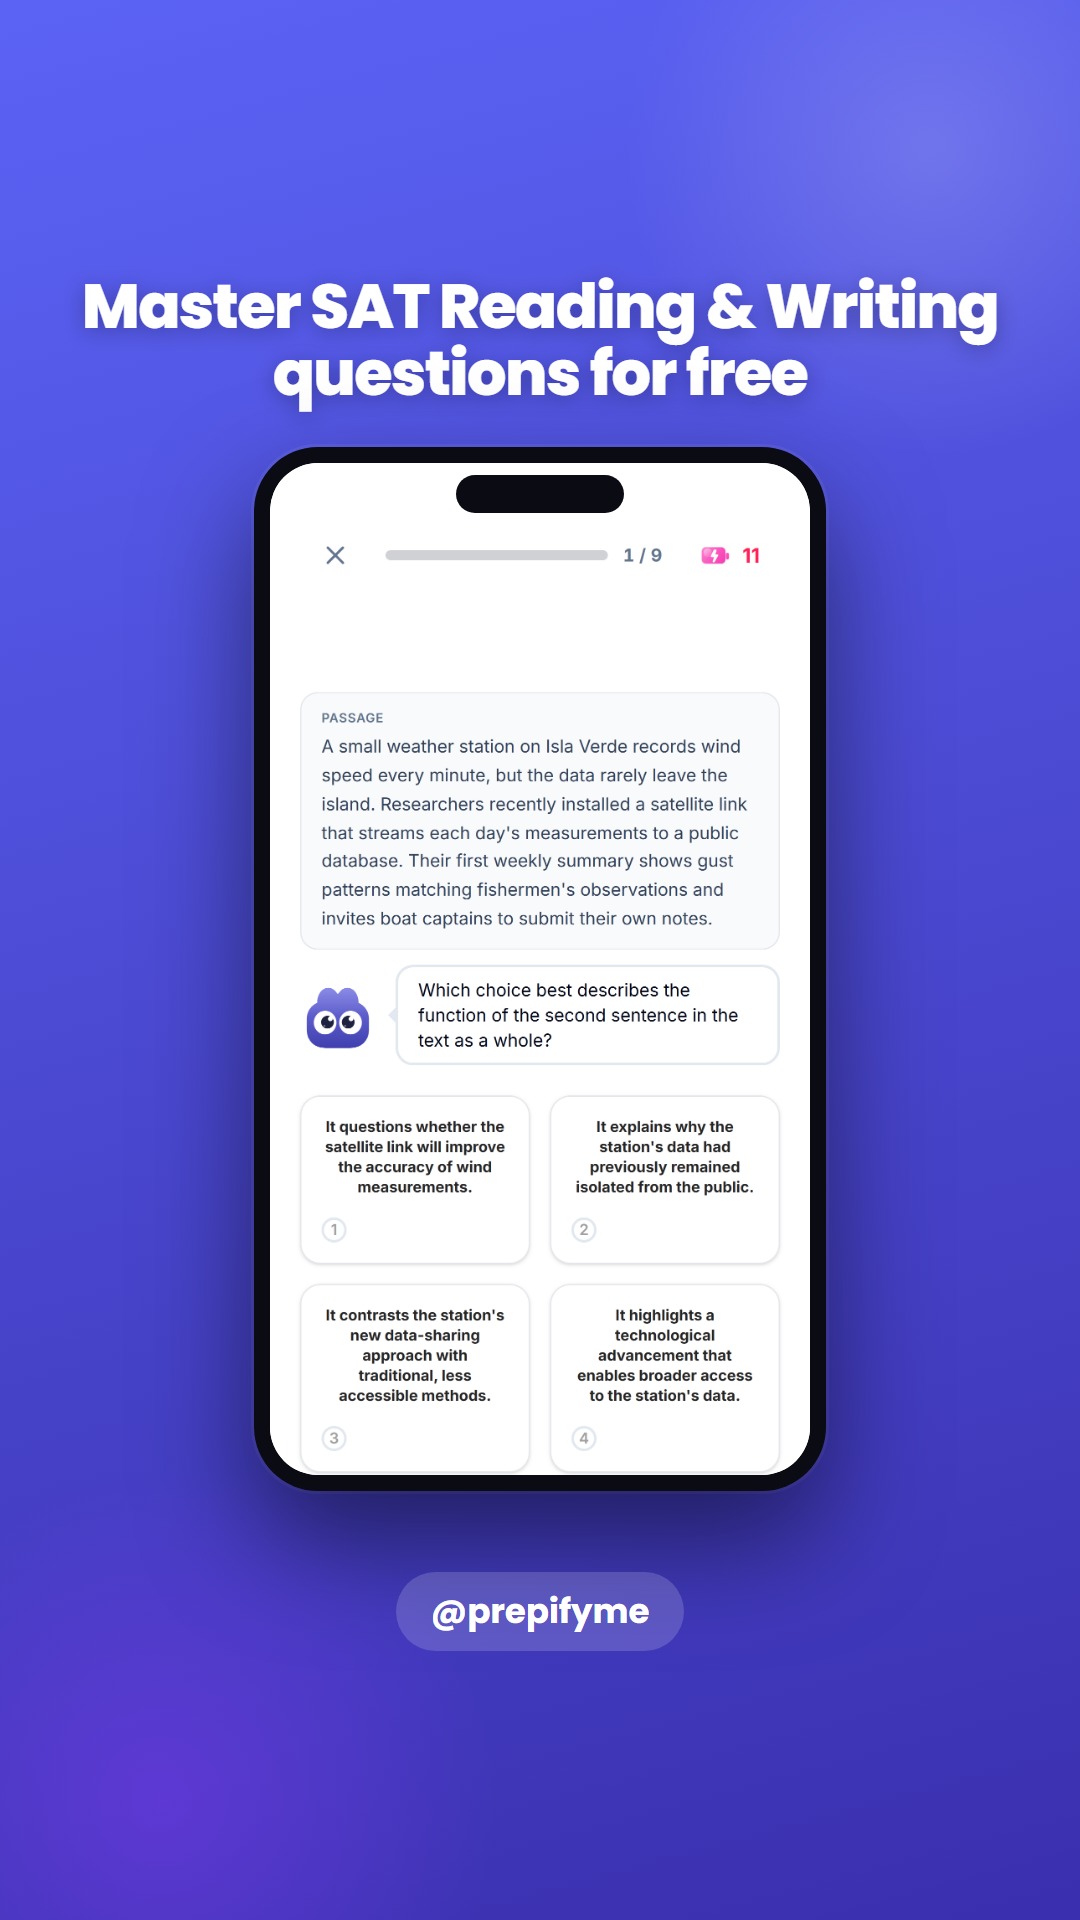 Master SAT Reading & Writing
questions for free
1 / 9
11
PASSAGE
A small weather station on Isla Verde records wind
speed every minute, but the data rarely leave the
island. Researchers recently installed a satellite link
that streams each day's measurements to a public
database. Their first weekly summary shows gust
patterns matching fishermen's observations and
invites boat captains to submit their own notes.
Which choice best describes the
function of the second sentence in the
text as a whole?
It questions whether the
satellite link will improve
the accuracy of wind
measurements.
1
It explains why the
station's data had
previously remained
isolated from the public.
2
It contrasts the station's
new data-sharing
approach with
traditional, less
accessible methods.
3
It highlights a
technological
advancement that
enables broader access
to the station's data.
4
@prepifyme